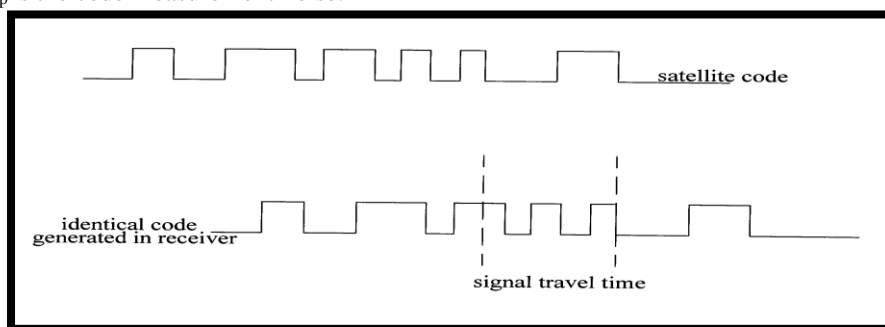 satellite code
identical code
generated in receiver
signal travel time